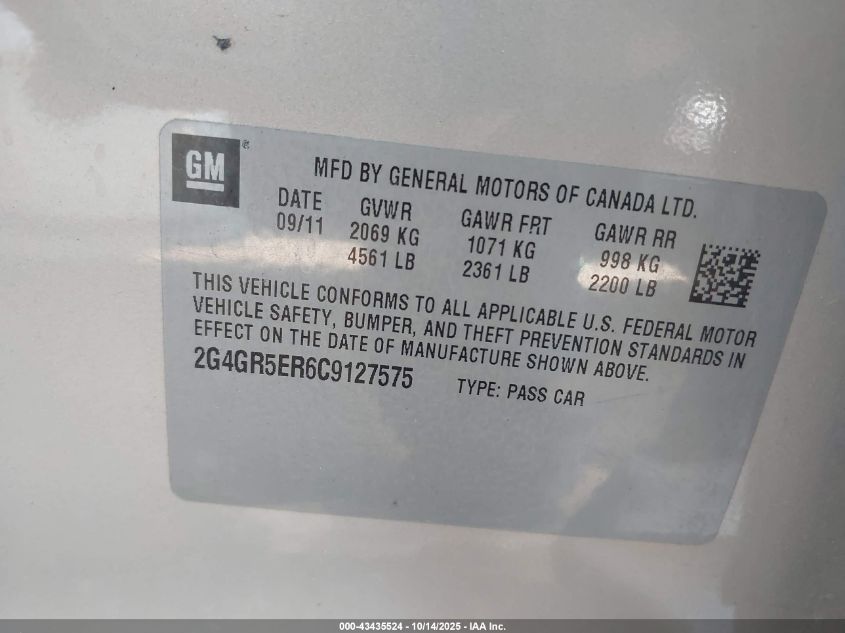 GM ®
MFD BY GENERAL MOTORS OF CANADA LTD.
DATE GVWR GAWR FRT GAWR RR
09/11 2069 KG 1071 KG 998 KG
4561 LB 2361 LB 2200 LB
THIS VEHICLE CONFORMS TO ALL APPLICABLE U.S. FEDERAL MOTOR
VEHICLE SAFETY, BUMPER, AND THEFT PREVENTION STANDARDS IN
EFFECT ON THE DATE OF MANUFACTURE SHOWN ABOVE.
2G4GR5ER6C9127575 TYPE: PASS CAR
000-43435524 - 10/14/2025 - IAA Inc.